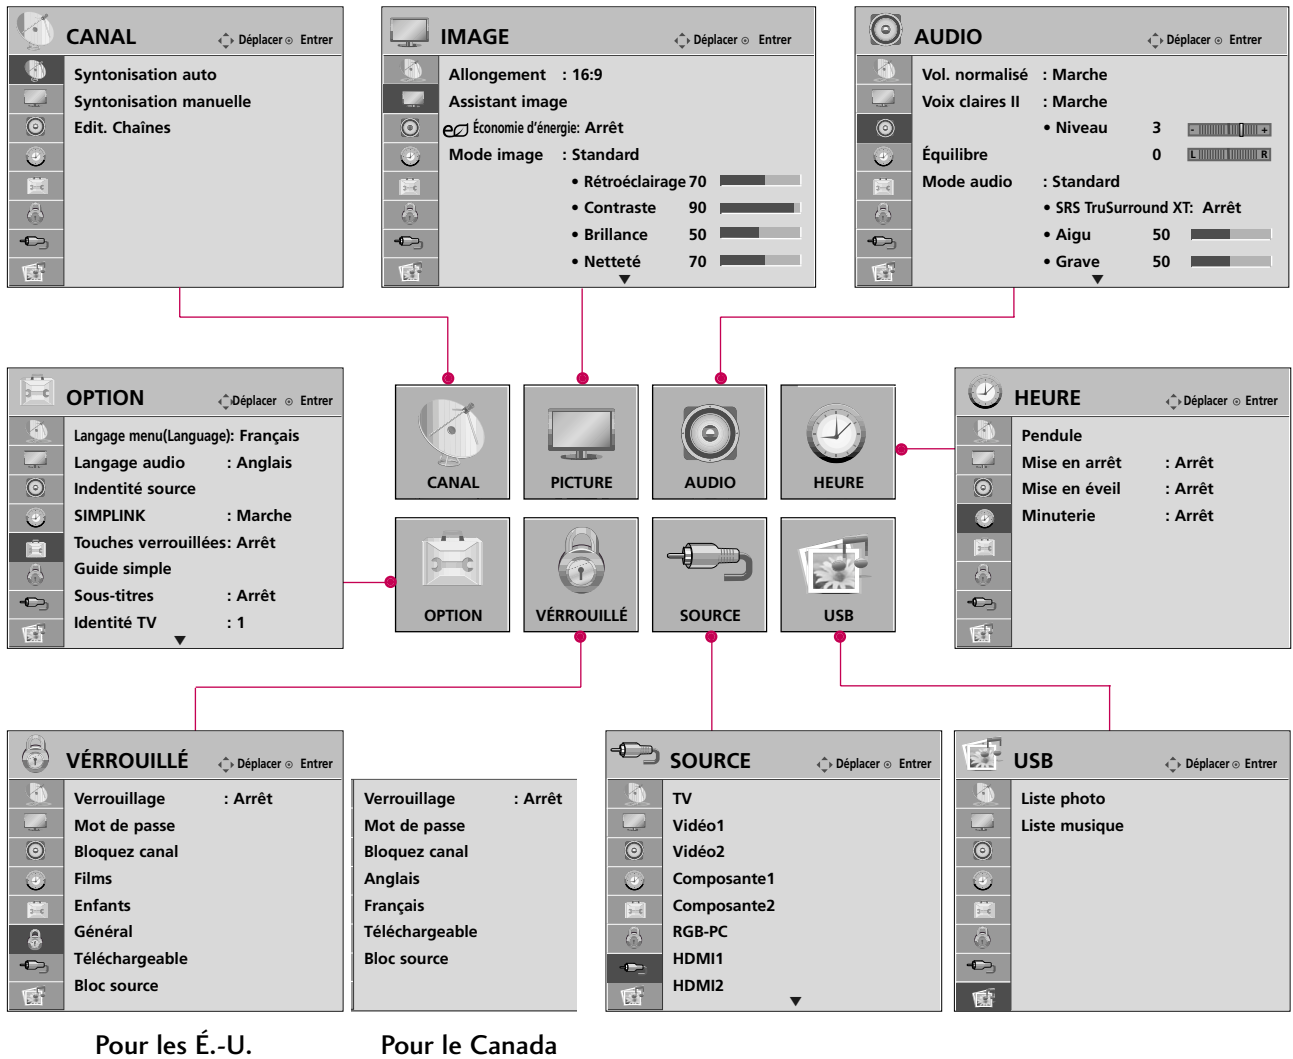 CANAL
Déplacer Entrer
Syntonisation auto
Syntonisation manuelle
Edit. Chaînes
IMAGE
Déplacer Entrer
Allongement : 16:9
Assistant image
Économie d'énergie: Arrêt
Mode image : Standard
• Rétroéclairage 70
• Contraste 90
• Brillance 50
• Netteté 70
AUDIO
Déplacer Entrer
Vol. normalisé : Marche
Voix claires II : Marche
• Niveau 3 - +
Équilibre 0 L R
Mode audio : Standard
• SRS TruSurround XT: Arrêt
• Aigu 50
• Grave 50
OPTION
Déplacer Entrer
Langage menu(Language): Français
Langage audio : Anglais
Indentité source
SIMPLINK : Marche
Touches verrouillées: Arrêt
Guide simple
Sous-titres : Arrêt
Identité TV : 1
CANAL
PICTURE
AUDIO
HEURE
OPTION
VÉRROUILLÉ
SOURCE
USB
HEURE
Déplacer Entrer
Pendule
Mise en arrêt : Arrêt
Mise en éveil : Arrêt
Minuterie : Arrêt
VÉRROUILLÉ
Déplacer Entrer
Verrouillage : Arrêt
Mot de passe
Bloquez canal
Films
Enfants
Général
Téléchargeable
Bloc source
Verrouillage : Arrêt
Mot de passe
Bloquez canal
Anglais
Français
Téléchargeable
Bloc source
SOURCE
Déplacer Entrer
TV
Vidéo1
Vidéo2
Composante1
Composante2
RGB-PC
HDMI1
HDMI2
USB
Déplacer Entrer
Liste photo
Liste musique
Pour les É.-U.
Pour le Canada